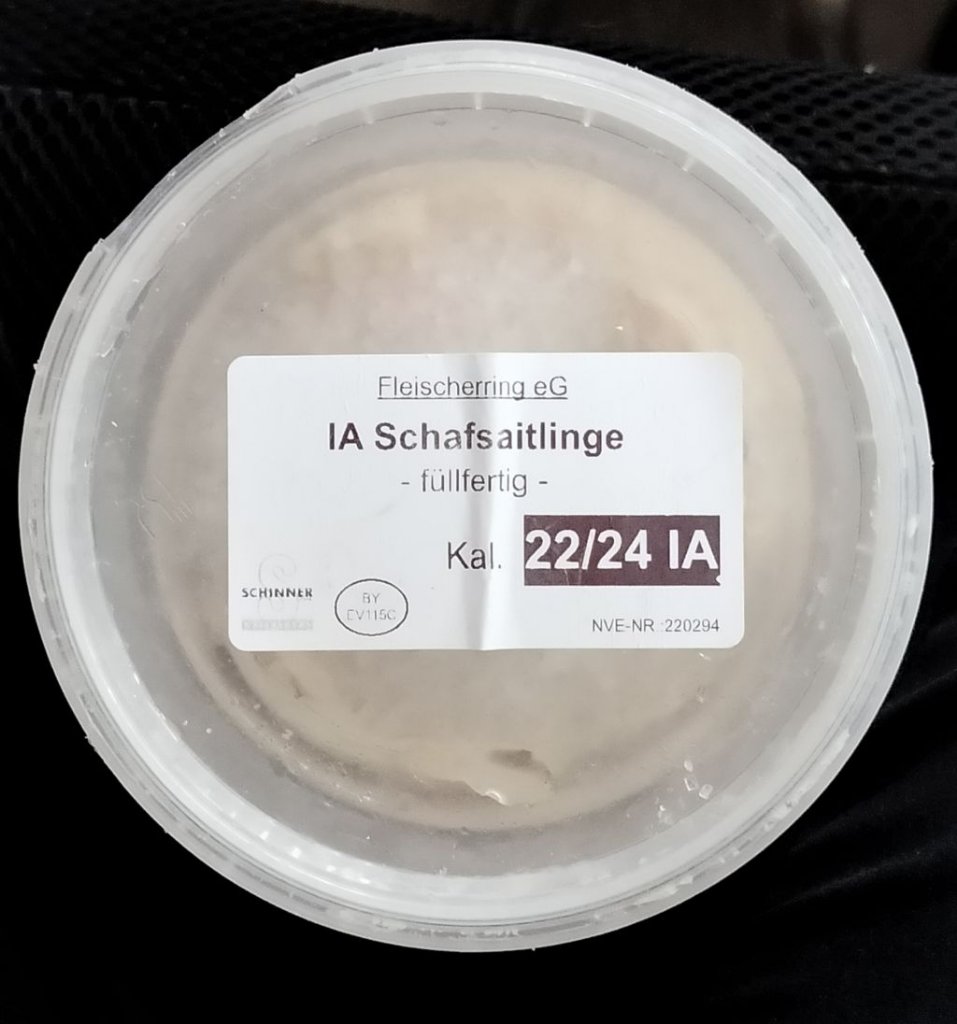 Fleischerring eG
IA Schafsaitlinge
- füllfertig -
Kal. 22/24 IA
SCHINNER
BY
EV115C
NVE-NR :220294